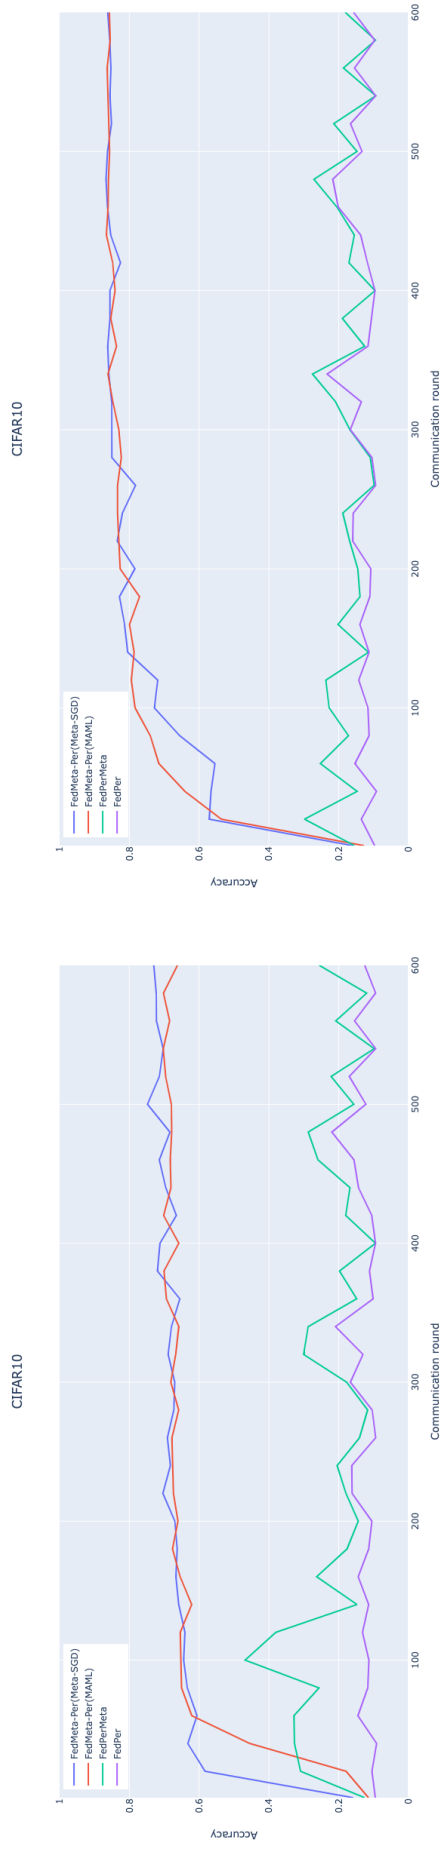 CIFAR10
FedMeta-Per(Meta-SGD)
FedMeta-Per(MAML)
FedPerMeta
FedPer
1
0.8
0.6
0.4
0.2
0
Accuracy
0
100
200
300
400
500
600
Communication round
CIFAR10
FedMeta-Per(Meta-SGD)
FedMeta-Per(MAML)
FedPerMeta
FedPer
1
0.8
0.6
0.4
0.2
0
Accuracy
100
200
300
400
500
600
Communication round